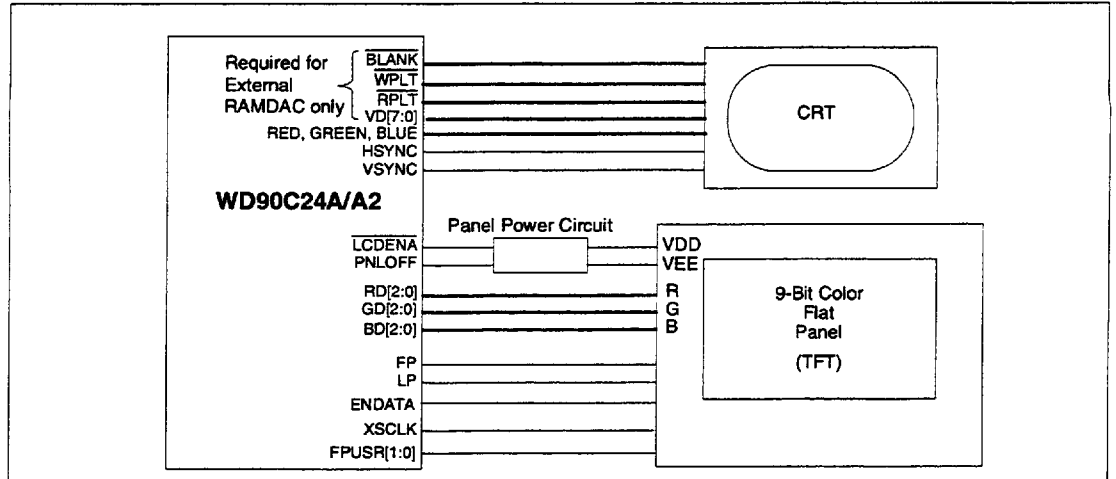 Required for
External
RAMDAC only
BLANK
WPLT
RPLT
VD[7:0]
RED, GREEN, BLUE
HSYNC
VSYNC
CRT
WD90C24A/A2
Panel Power Circuit
LCDENA
PNLOFF
VDD
VEE
RD[2:0]
GD[2:0]
BD[2:0]
R
G
B
9-Bit Color
Flat
Panel
(TFT)
FP
LP
ENDATA
XSCLK
FPUSR[1:0]